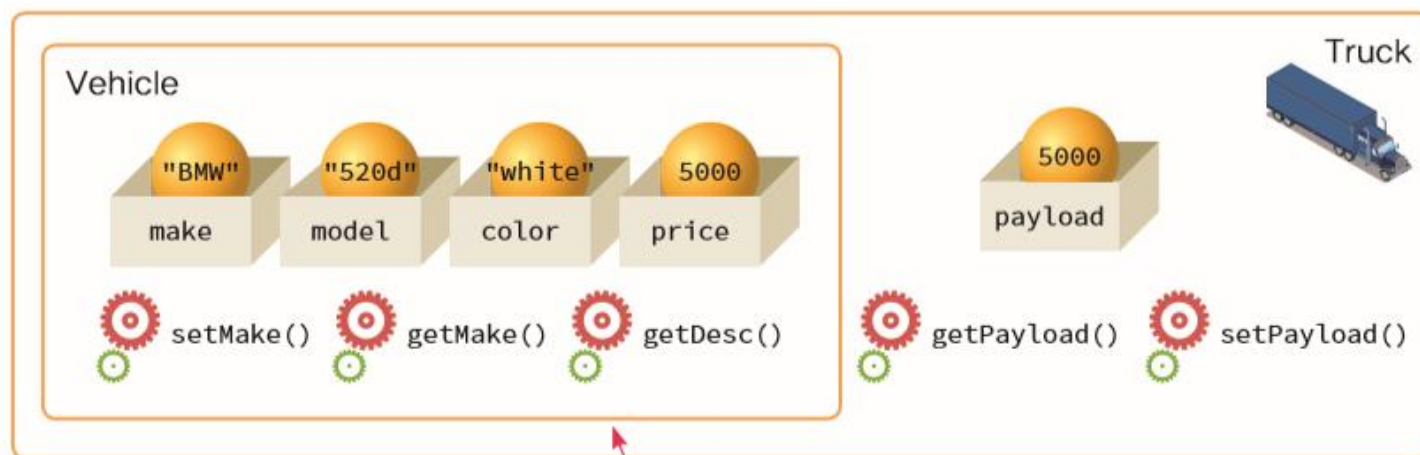 Truck
Vehicle
"BMW" "520d" "white" 5000 5000
make model color price payload
setMake() getMake() getDesc() getPayload() setPayload()